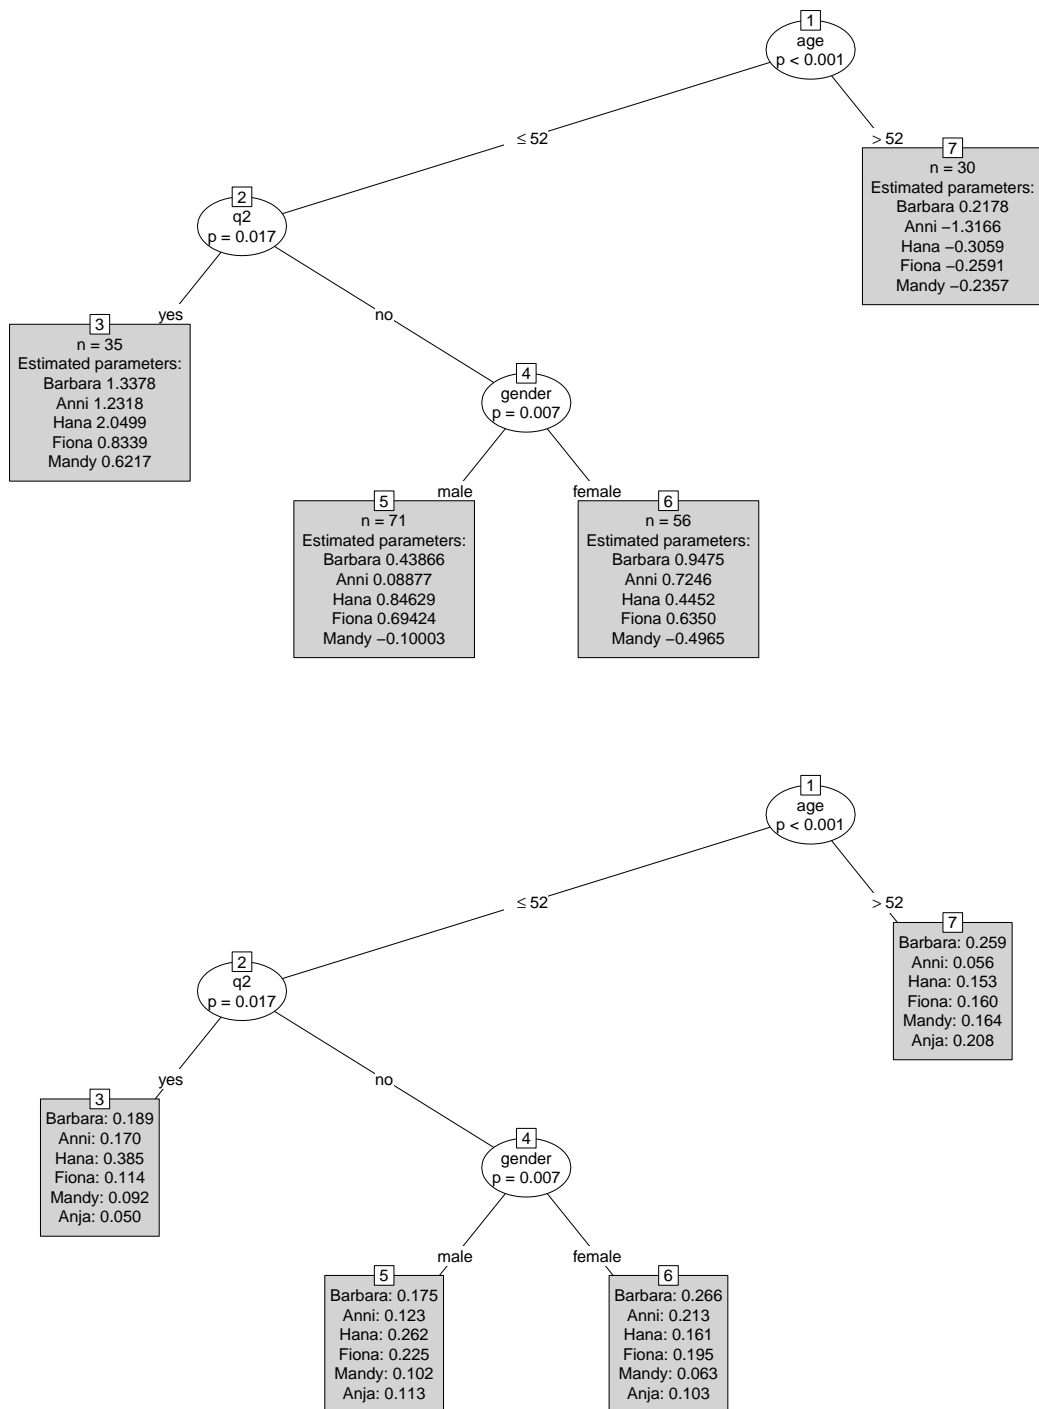 1
age
p < 0.001
≤ 52
> 52
7
n = 30
Estimated parameters:
Barbara 0.2178
Anni −1.3166
Hana −0.3059
Fiona −0.2591
Mandy −0.2357
2
q2
p = 0.017
yes
no
3
n = 35
Estimated parameters:
Barbara 1.3378
Anni 1.2318
Hana 2.0499
Fiona 0.8339
Mandy 0.6217
4
gender
p = 0.007
male
female
5
n = 71
Estimated parameters:
Barbara 0.43866
Anni 0.08877
Hana 0.84629
Fiona 0.69424
Mandy −0.10003
6
n = 56
Estimated parameters:
Barbara 0.9475
Anni 0.7246
Hana 0.4452
Fiona 0.6350
Mandy −0.4965
1
age
p < 0.001
≤ 52
> 52
7
Barbara: 0.259
Anni: 0.056
Hana: 0.153
Fiona: 0.160
Mandy: 0.164
Anja: 0.208
2
q2
p = 0.017
yes
no
3
Barbara: 0.189
Anni: 0.170
Hana: 0.385
Fiona: 0.114
Mandy: 0.092
Anja: 0.050
4
gender
p = 0.007
male
female
5
Barbara: 0.175
Anni: 0.123
Hana: 0.262
Fiona: 0.225
Mandy: 0.102
Anja: 0.113
6
Barbara: 0.266
Anni: 0.213
Hana: 0.161
Fiona: 0.195
Mandy: 0.063
Anja: 0.103